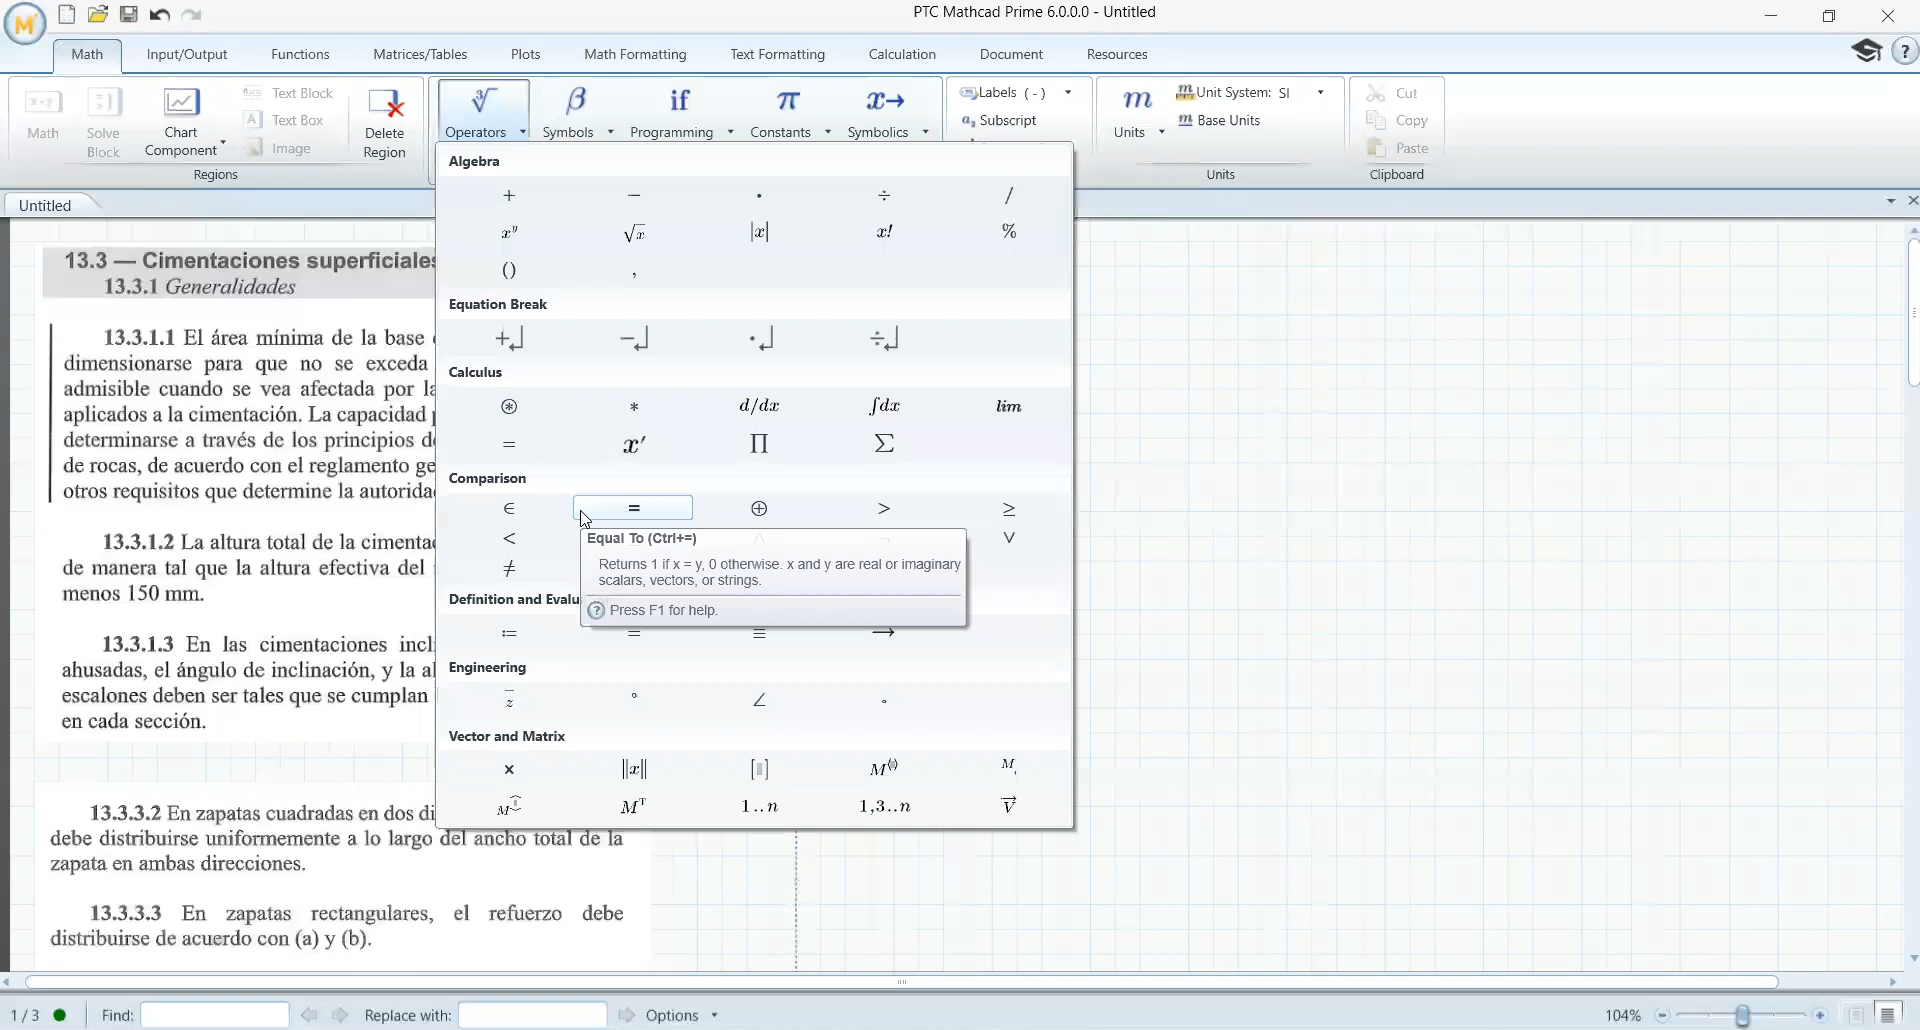 PTC Mathcad Prime 6.0.0.0 - Untitled
Math Input/Output Functions Matrices/Tables Plots Math Formatting Text Formatting Calculation Document Resources
Math
Solve Block
Chart Component
Text Block
Text Box
Image
Delete Region
Regions
Operators
Symbols
if Programming
π Constants
Symbolics
Labels (-)
Subscript
Units
Unit System: SI
Base Units
Units
Cut
Copy
Paste
Clipboard
Untitled
Algebra
+ − · ÷ /
xʸ √x |x| x! %
() ,
Equation Break
Calculus
⊛ * d/dx ∫dx lim
= x′ ∏ ∑
Comparison
∈ = ⊕ > ≥
< ∨
≠
Equal To (Ctrl+=)
Returns 1 if x = y, 0 otherwise. x and y are real or imaginary
scalars, vectors, or strings.
Press F1 for help.
Definition and Evalu
:= = ≡ →
Engineering
Vector and Matrix
× ||x||
Mᵀ 1..n 1,3..n
13.3 — Cimentaciones superficiales
13.3.1 Generalidades
13.3.1.1 El área mínima de la base
dimensionarse para que no se exceda
admisible cuando se vea afectada por
aplicados a la cimentación. La capacidad
determinarse a través de los principios
de rocas, de acuerdo con el reglamento
otros requisitos que determine la
13.3.1.2 La altura total de la
de manera tal que la altura efectiva del
menos 150 mm.
13.3.1.3 En las cimentaciones
ahusadas, el ángulo de inclinación, y la
escalones deben ser tales que se cumplan
en cada sección.
13.3.3.2 En zapatas cuadradas en dos
debe distribuirse uniformemente a lo largo del ancho total de la
zapata en ambas direcciones.
13.3.3.3 En zapatas rectangulares, el refuerzo debe
distribuirse de acuerdo con (a) y (b).
1 / 3 Find: Replace with: Options 104%